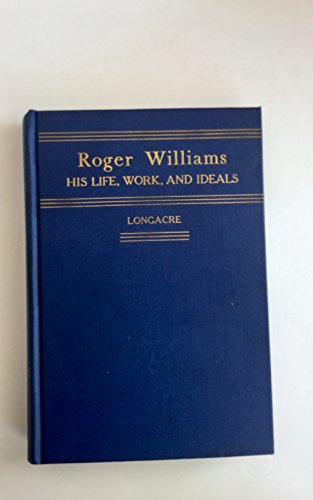 Roger Williams
HIS LIFE, WORK, AND IDEALS
LONGACRE